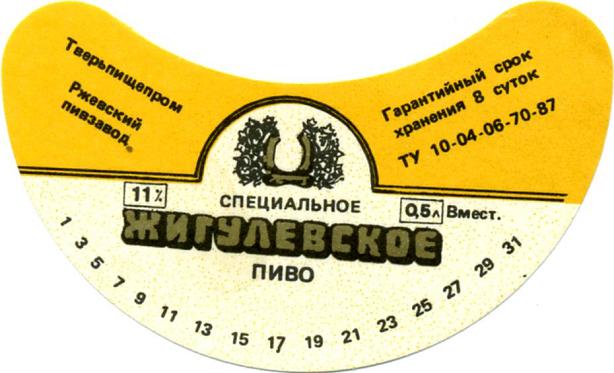 Тверьпищепром
Ржевский
пивзавод
Гарантийный срок
хранения 8 суток
ТУ 10-04-06-70-87
11%
СПЕЦИАЛЬНОЕ
0,5л Вмест.
ЖИГУЛЕВСКОЕ
ПИВО
1 3 5 7 9 11 13 15 17 19 21 23 25 27 29 31